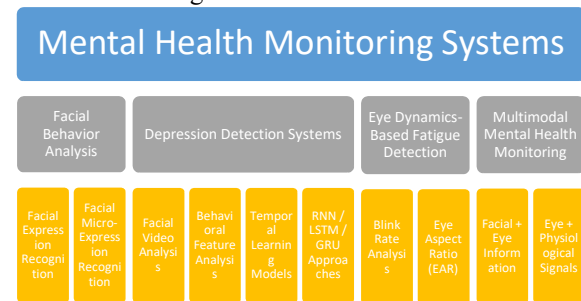 Mental Health Monitoring Systems
Facial
Behavior
Analysis
Depression Detection Systems
Eye Dynamics-
Based Fatigue
Detection
Multimodal
Mental Health
Monitoring
Facial
Express
ion
Recogni
tion
Facial
Micro-
Express
ion
Recogni
tion
Facial
Video
Analysi
s
Behavi
oral
Feature
Analysi
s
Tempor
al
Learnin
g
Models
RNN /
LSTM /
GRU
Approa
ches
Blink
Rate
Analysi
s
Eye
Aspect
Ratio
(EAR)
Facial +
Eye
Inform
ation
Eye +
Physiol
ogical
Signals